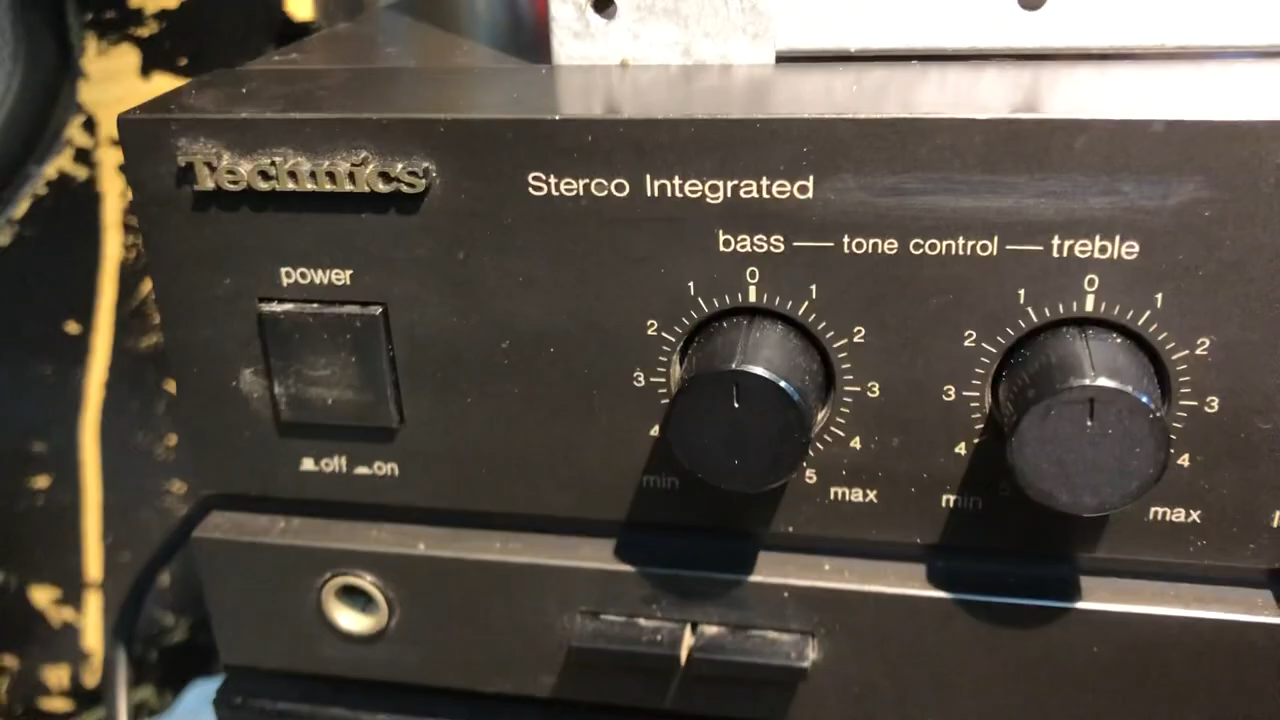 Technics
Sterco Integrated
bass — tone control — treble
power
0
1 1
2 2
3 3
4 4
5
min max
0
1 1
2 2
3 3
4 4
min max
off on